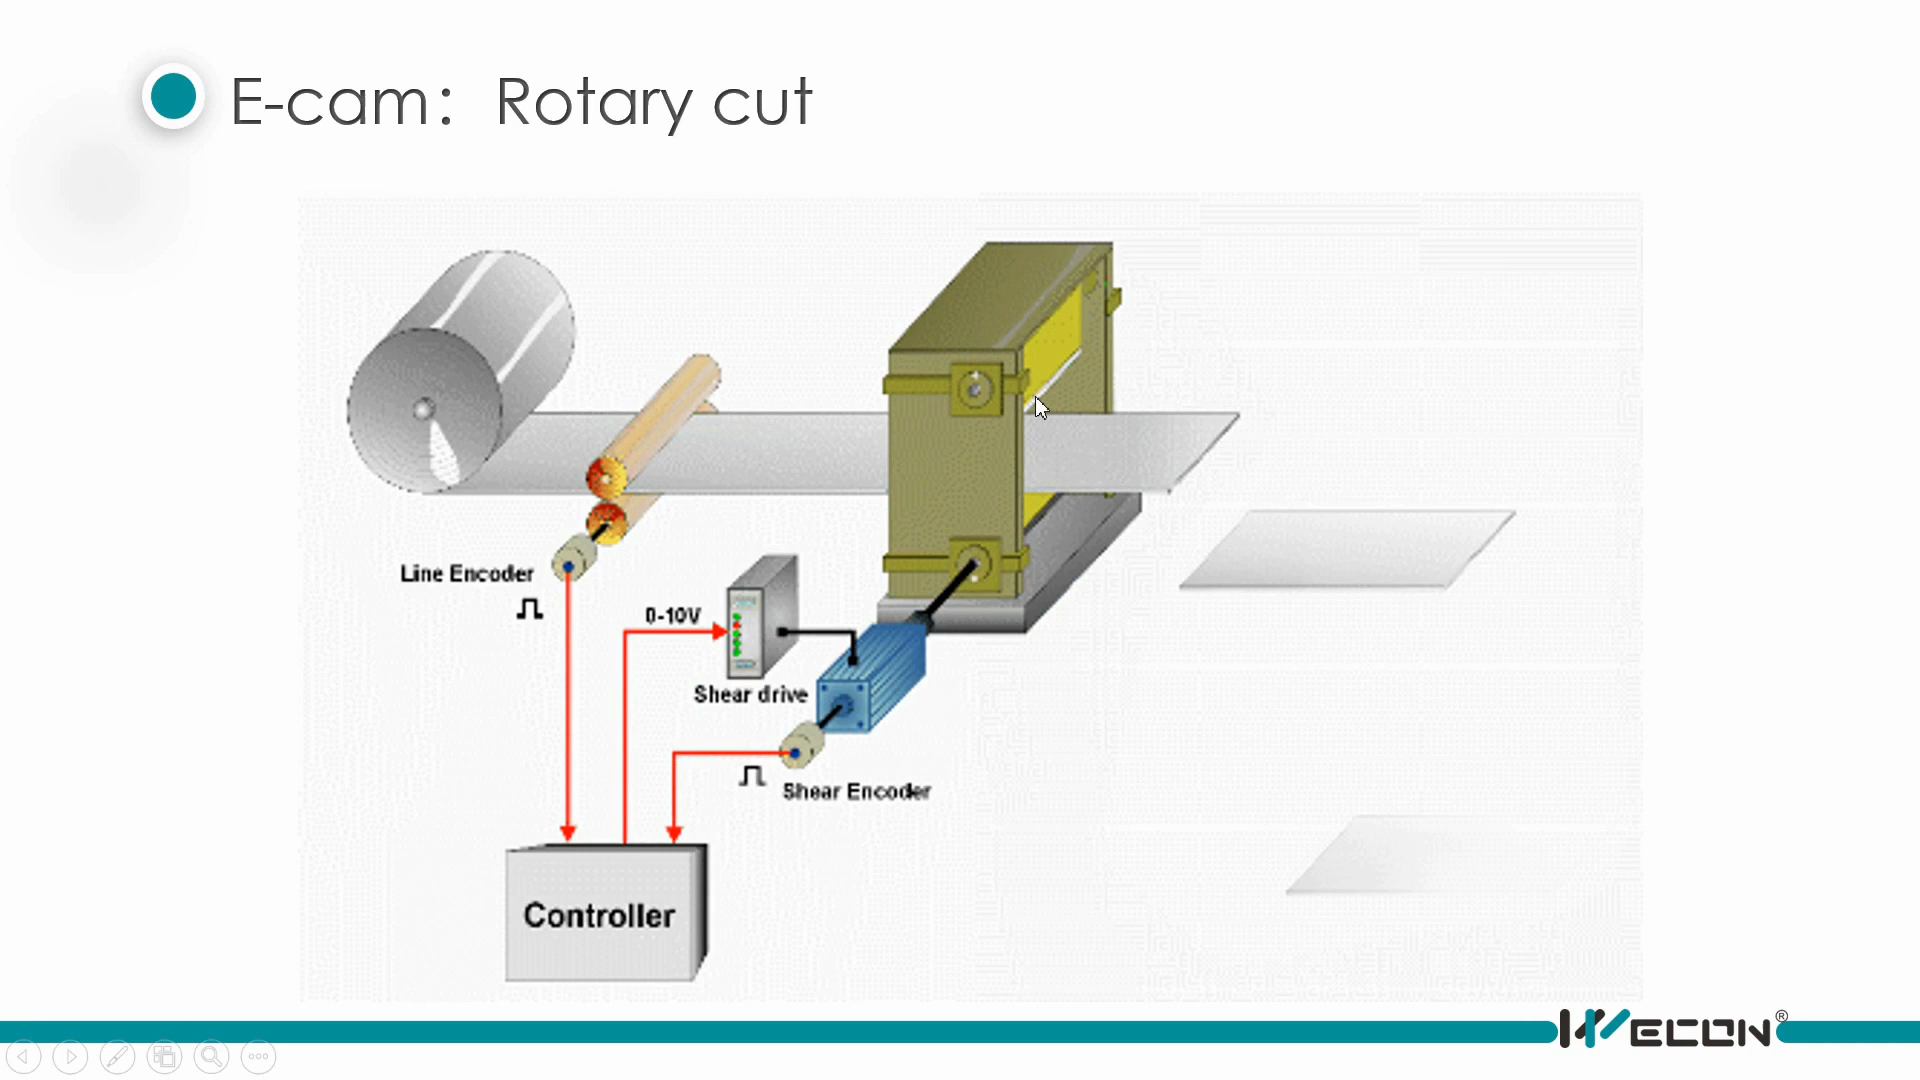 E-cam：Rotary cut
Line Encoder
0-10V
Shear drive
Shear Encoder
Controller
WECON®